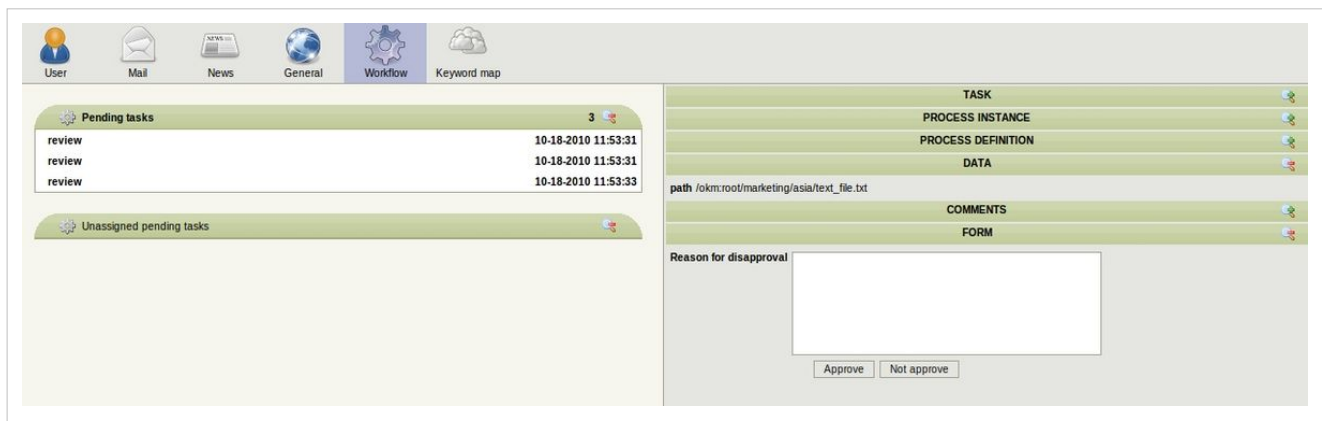 NEWS
User Mail News General Workflow Keyword map
Pending tasks 3
review 10-18-2010 11:53:31
review 10-18-2010 11:53:31
review 10-18-2010 11:53:33
Unassigned pending tasks
TASK
PROCESS INSTANCE
PROCESS DEFINITION
DATA
path /okm:root/marketing/asia/text_file.txt
COMMENTS
FORM
Reason for disapproval
Approve Not approve